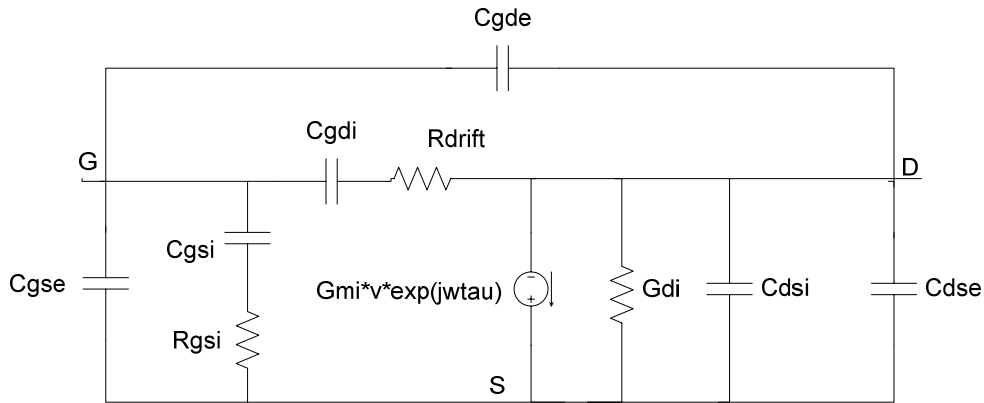 Cgde
Cgdi
Rdrift
G
D
Cgsi
Cgse
Gmi*v*exp(jwtau)
-
+
Gdi
Cdsi
Cdse
Rgsi
S